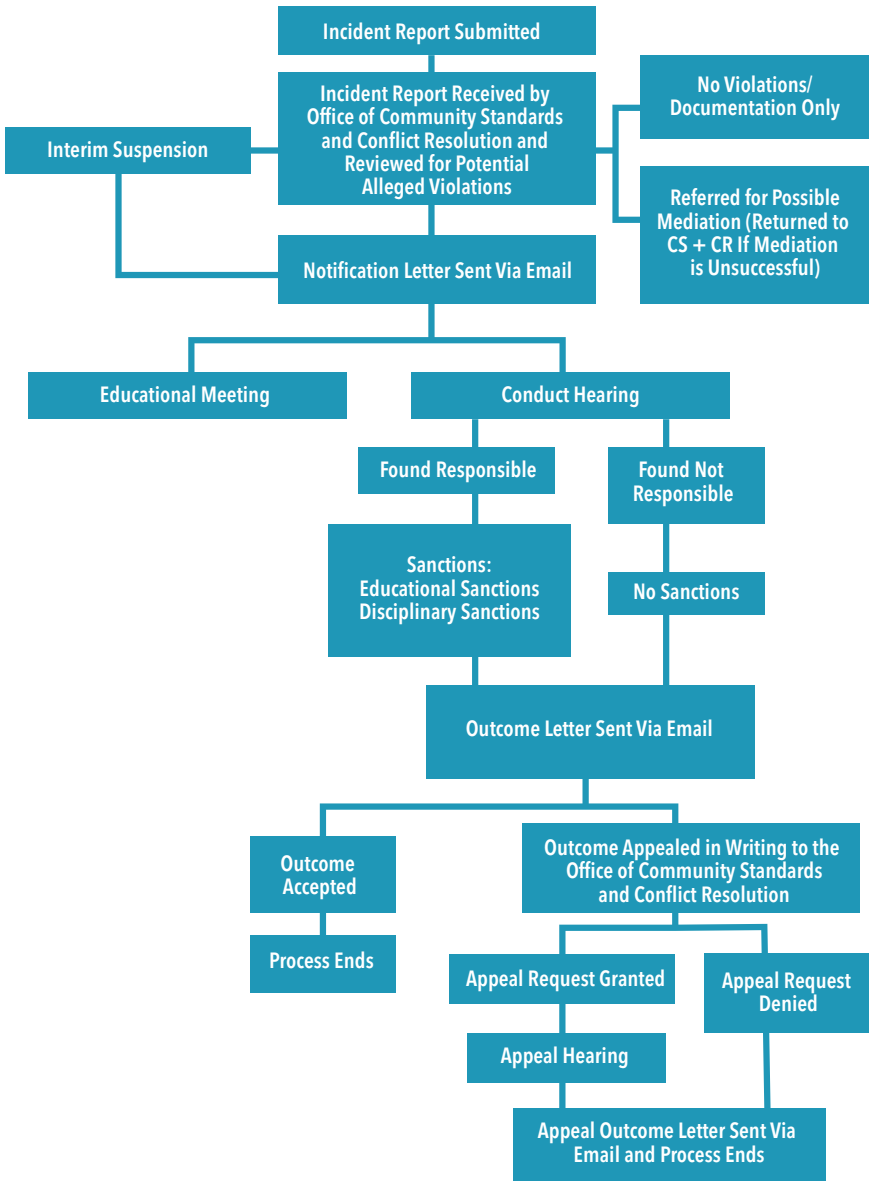 Incident Report Submitted
Incident Report Received by
Office of Community Standards
and Conflict Resolution and
Reviewed for Potential
Alleged Violations
No Violations/
Documentation Only
Interim Suspension
Referred for Possible
Mediation (Returned to
CS + CR If Mediation
is Unsuccessful)
Notification Letter Sent Via Email
Educational Meeting
Conduct Hearing
Found Responsible
Found Not
Responsible
Sanctions:
Educational Sanctions
Disciplinary Sanctions
No Sanctions
Outcome Letter Sent Via Email
Outcome
Accepted
Process Ends
Outcome Appealed in Writing to the
Office of Community Standards
and Conflict Resolution
Appeal Request Granted
Appeal Request
Denied
Appeal Hearing
Appeal Outcome Letter Sent Via
Email and Process Ends